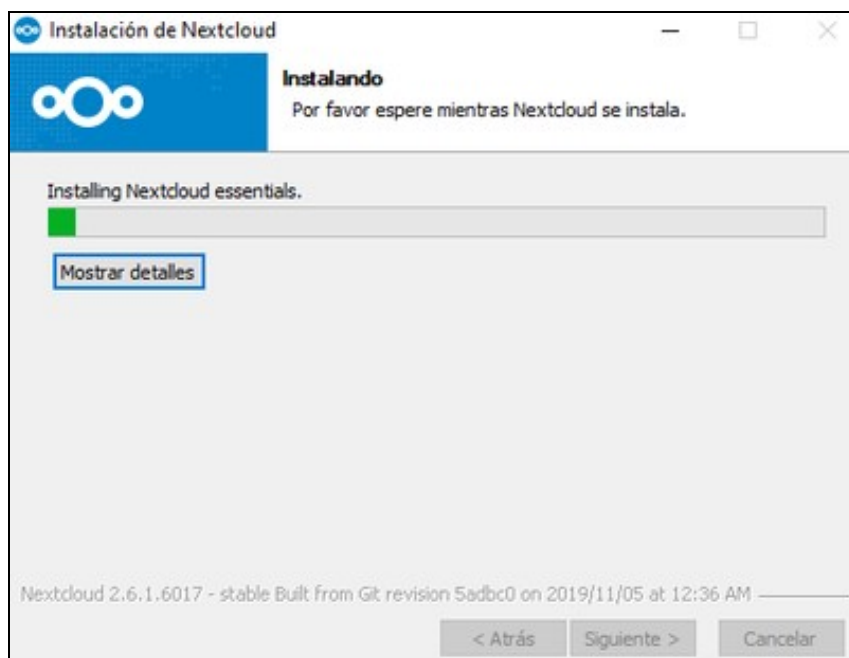 Instalación de Nextcloud
Instalando
Por favor espere mientras Nextcloud se instala.
Installing Nextcloud essentials.
Mostrar detalles
Nextcloud 2.6.1.6017 - stable Built from Git revision 5adbc0 on 2019/11/05 at 12:36 AM
< Atrás Siguiente > Cancelar